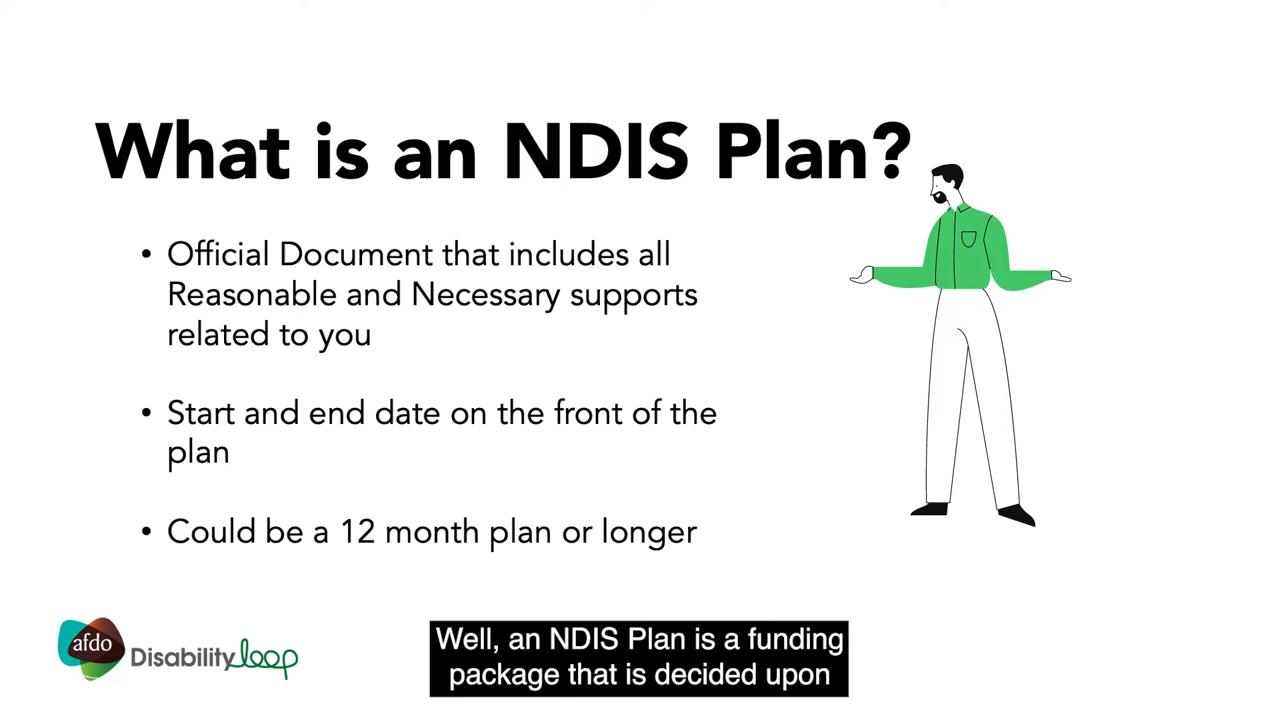 What is an NDIS Plan?
• Official Document that includes all
Reasonable and Necessary supports
related to you
• Start and end date on the front of the
plan
• Could be a 12 month plan or longer
afdo
Disability loop
Well, an NDIS Plan is a funding
package that is decided upon